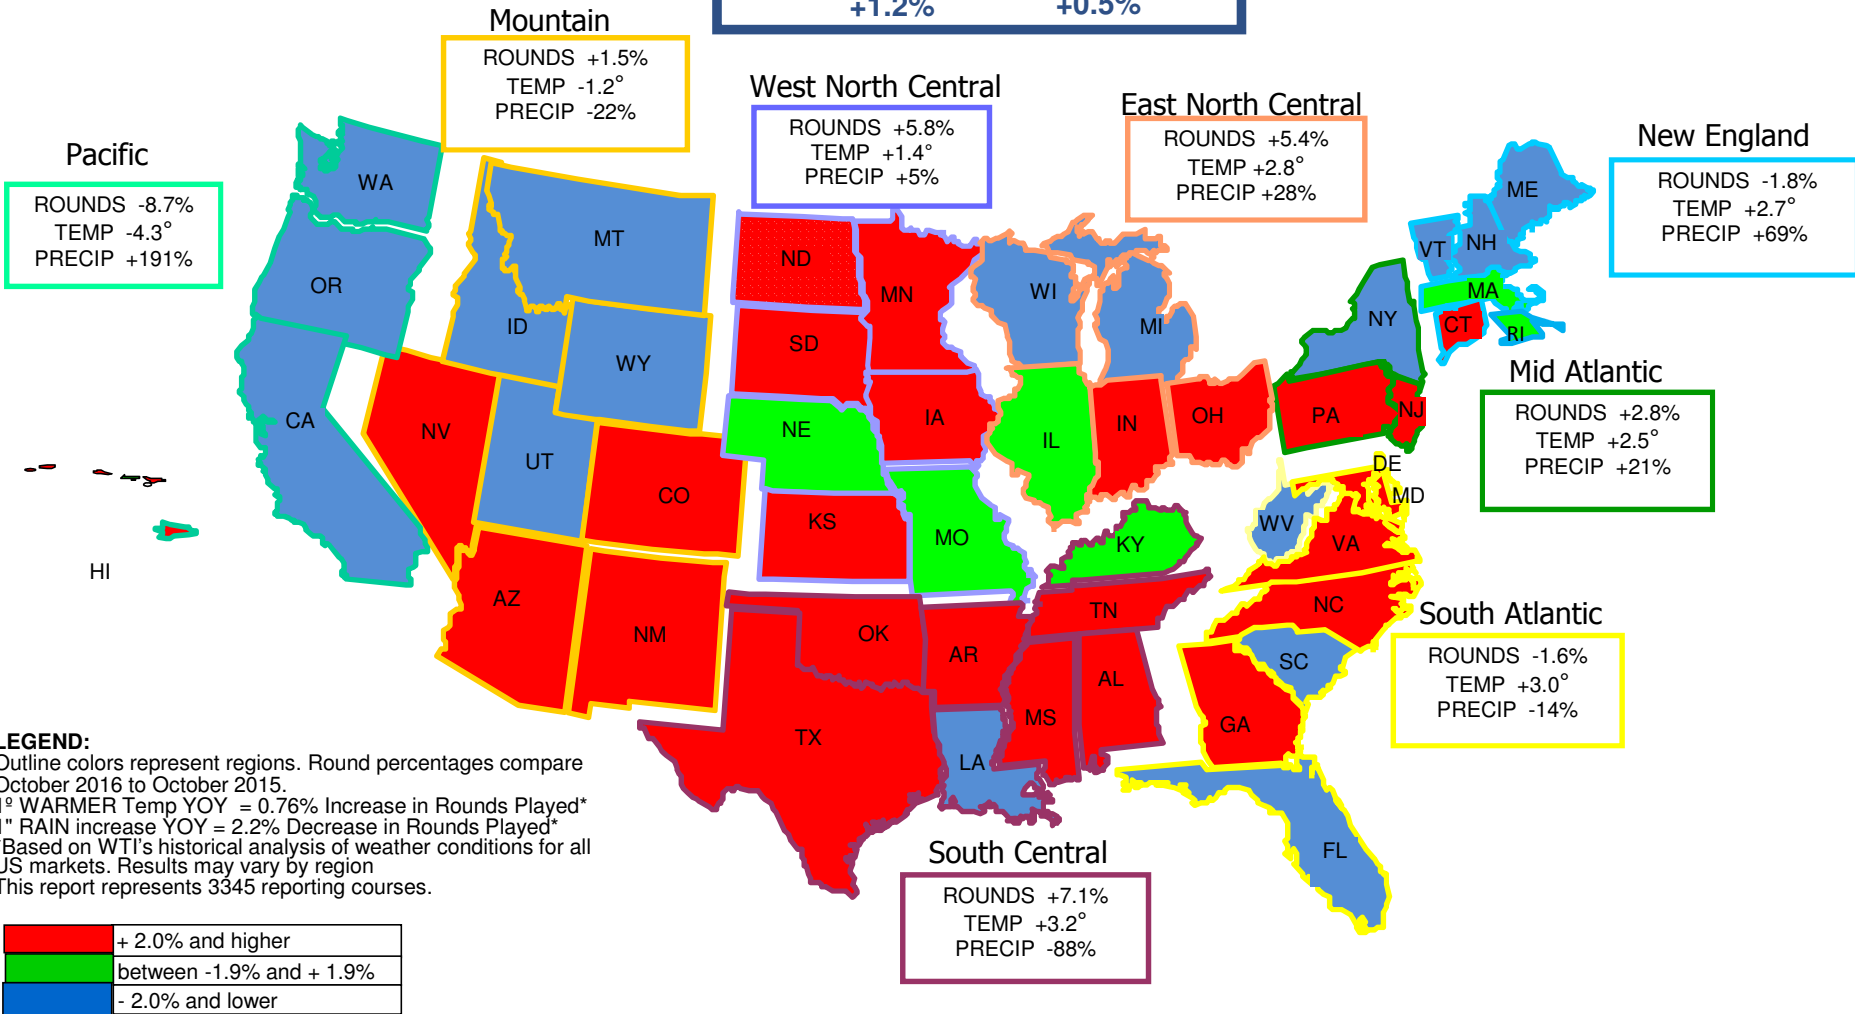 +1.2% +0.5%
Mountain
ROUNDS +1.5%
TEMP -1.2°
PRECIP -22%
West North Central
ROUNDS +5.8%
TEMP +1.4°
PRECIP +5%
East North Central
ROUNDS +5.4%
TEMP +2.8°
PRECIP +28%
New England
ROUNDS -1.8%
TEMP +2.7°
PRECIP +69%
Pacific
ROUNDS -8.7%
TEMP -4.3°
PRECIP +191%
Mid Atlantic
ROUNDS +2.8%
TEMP +2.5°
PRECIP +21%
South Atlantic
ROUNDS -1.6%
TEMP +3.0°
PRECIP -14%
South Central
ROUNDS +7.1%
TEMP +3.2°
PRECIP -88%
WA
OR
CA
HI
MT
ID
WY
NV
UT
CO
AZ
NM
ND
SD
NE
KS
MN
IA
MO
WI
MI
IL
IN
OH
KY
TN
OK
AR
TX
LA
MS
AL
ME
VT
NH
MA
CT
RI
NY
PA
NJ
DE
MD
WV
VA
NC
SC
GA
FL
LEGEND:
Outline colors represent regions. Round percentages compare
October 2016 to October 2015.
1º WARMER Temp YOY = 0.76% Increase in Rounds Played*
1" RAIN increase YOY = 2.2% Decrease in Rounds Played*
*Based on WTI's historical analysis of weather conditions for all
US markets. Results may vary by region
This report represents 3345 reporting courses.
+ 2.0% and higher
between -1.9% and + 1.9%
- 2.0% and lower